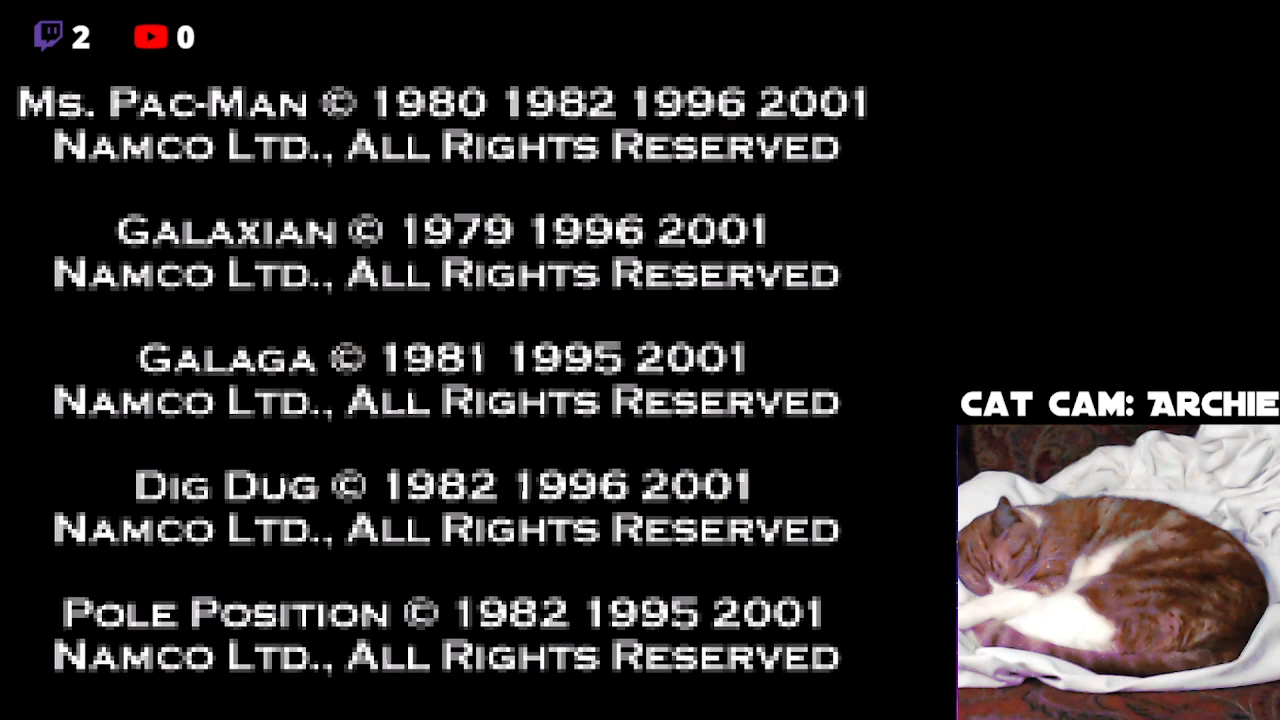 2 0
Ms. Pac-Man © 1980 1982 1996 2001
Namco Ltd., All Rights Reserved
Galaxian © 1979 1996 2001
Namco Ltd., All Rights Reserved
Galaga © 1981 1995 2001
Namco Ltd., All Rights Reserved
Dig Dug © 1982 1996 2001
Namco Ltd., All Rights Reserved
Pole Position © 1982 1995 2001
Namco Ltd., All Rights Reserved
CAT CAM: ARCHIE